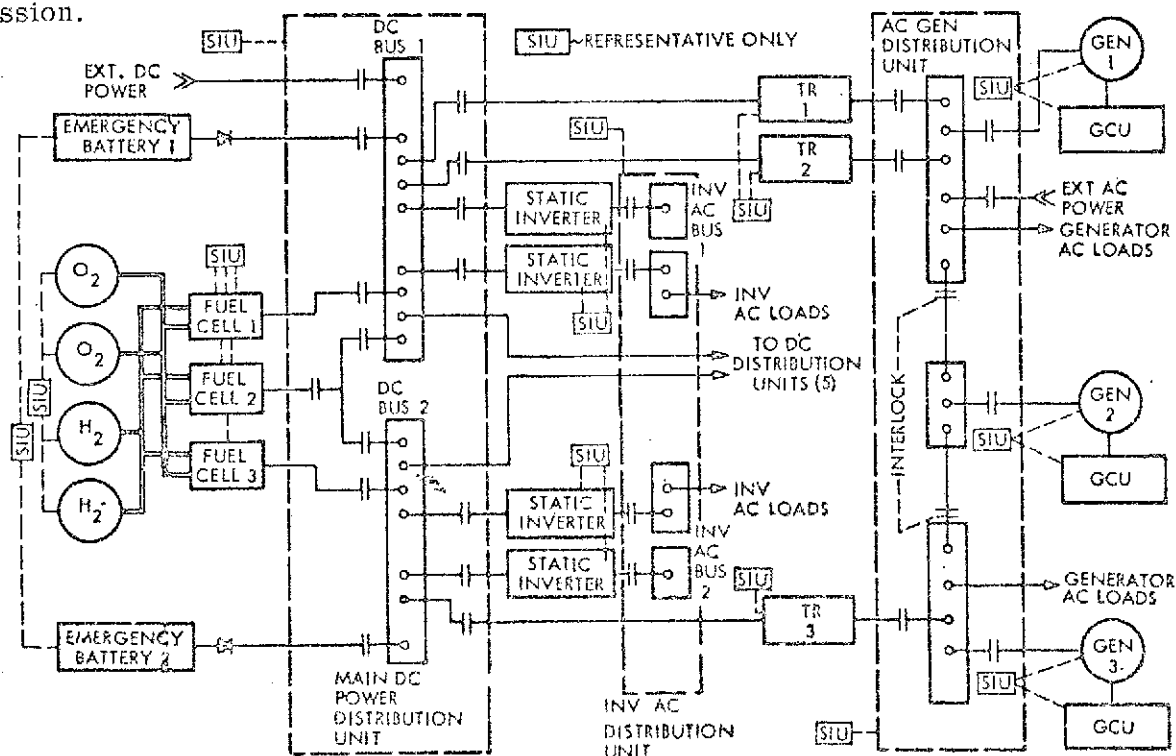 ssion.
SIU
DC
BUS 1
SIU ~REPRESENTATIVE ONLY
AC GEN
DISTRIBUTION
UNIT
GEN
1
SIU
GCU
EXT. DC
POWER
EMERGENCY
BATTERY 1
TR
1
TR
2
SIU
SIU
STATIC
INVERTER
INV
AC
BUS
1
STATIC
INVERTER
SIU
EXT AC
POWER
GENERATOR
AC LOADS
INV
AC LOADS
O2
O2
H2
H2
SIU
SIU
SIU
FUEL
CELL 1
FUEL
CELL 2
FUEL
CELL 3
TO DC
DISTRIBUTION
UNITS (5)
DC
BUS 2
INTERLOCK
GEN
2
SIU
GCU
SIU
STATIC
INVERTER
INV
AC LOADS
STATIC
INVERTER
INV
AC
BUS
2
SIU
TR
3
GENERATOR
AC LOADS
EMERGENCY
BATTERY 2
GEN
3
SIU
GCU
MAIN DC
POWER
DISTRIBUTION
UNIT
INV AC
DISTRIBUTION
UNIT
SIU